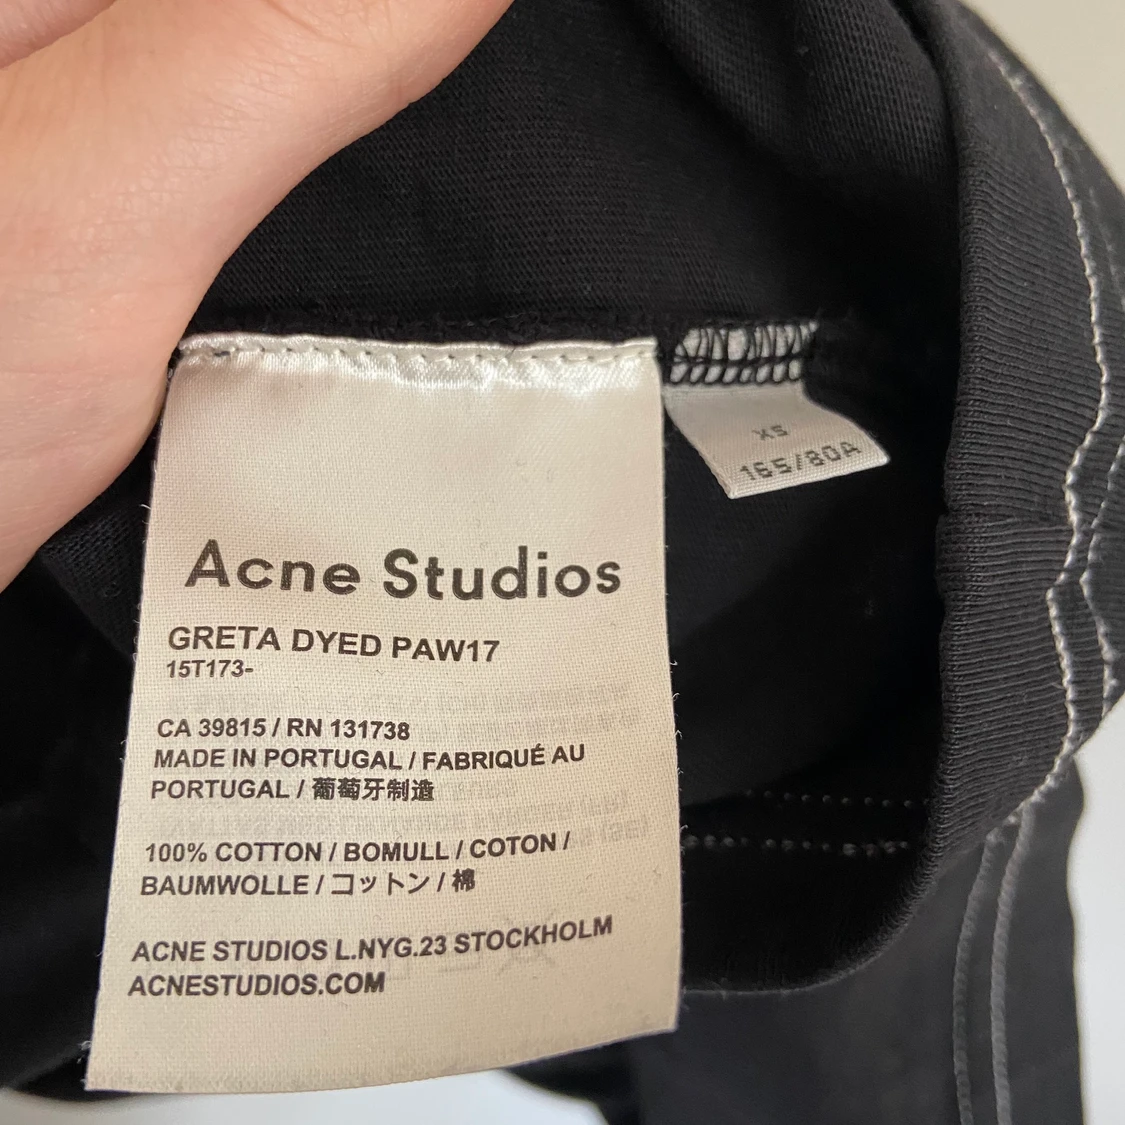 XS
165/80A
Acne Studios
GRETA DYED PAW17
15T173-
CA 39815 / RN 131738
MADE IN PORTUGAL / FABRIQUÉ AU
PORTUGAL / 葡萄牙制造
100% COTTON / BOMULL / COTON /
BAUMWOLLE / コットン / 棉
ACNE STUDIOS L.NYG.23 STOCKHOLM
ACNESTUDIOS.COM